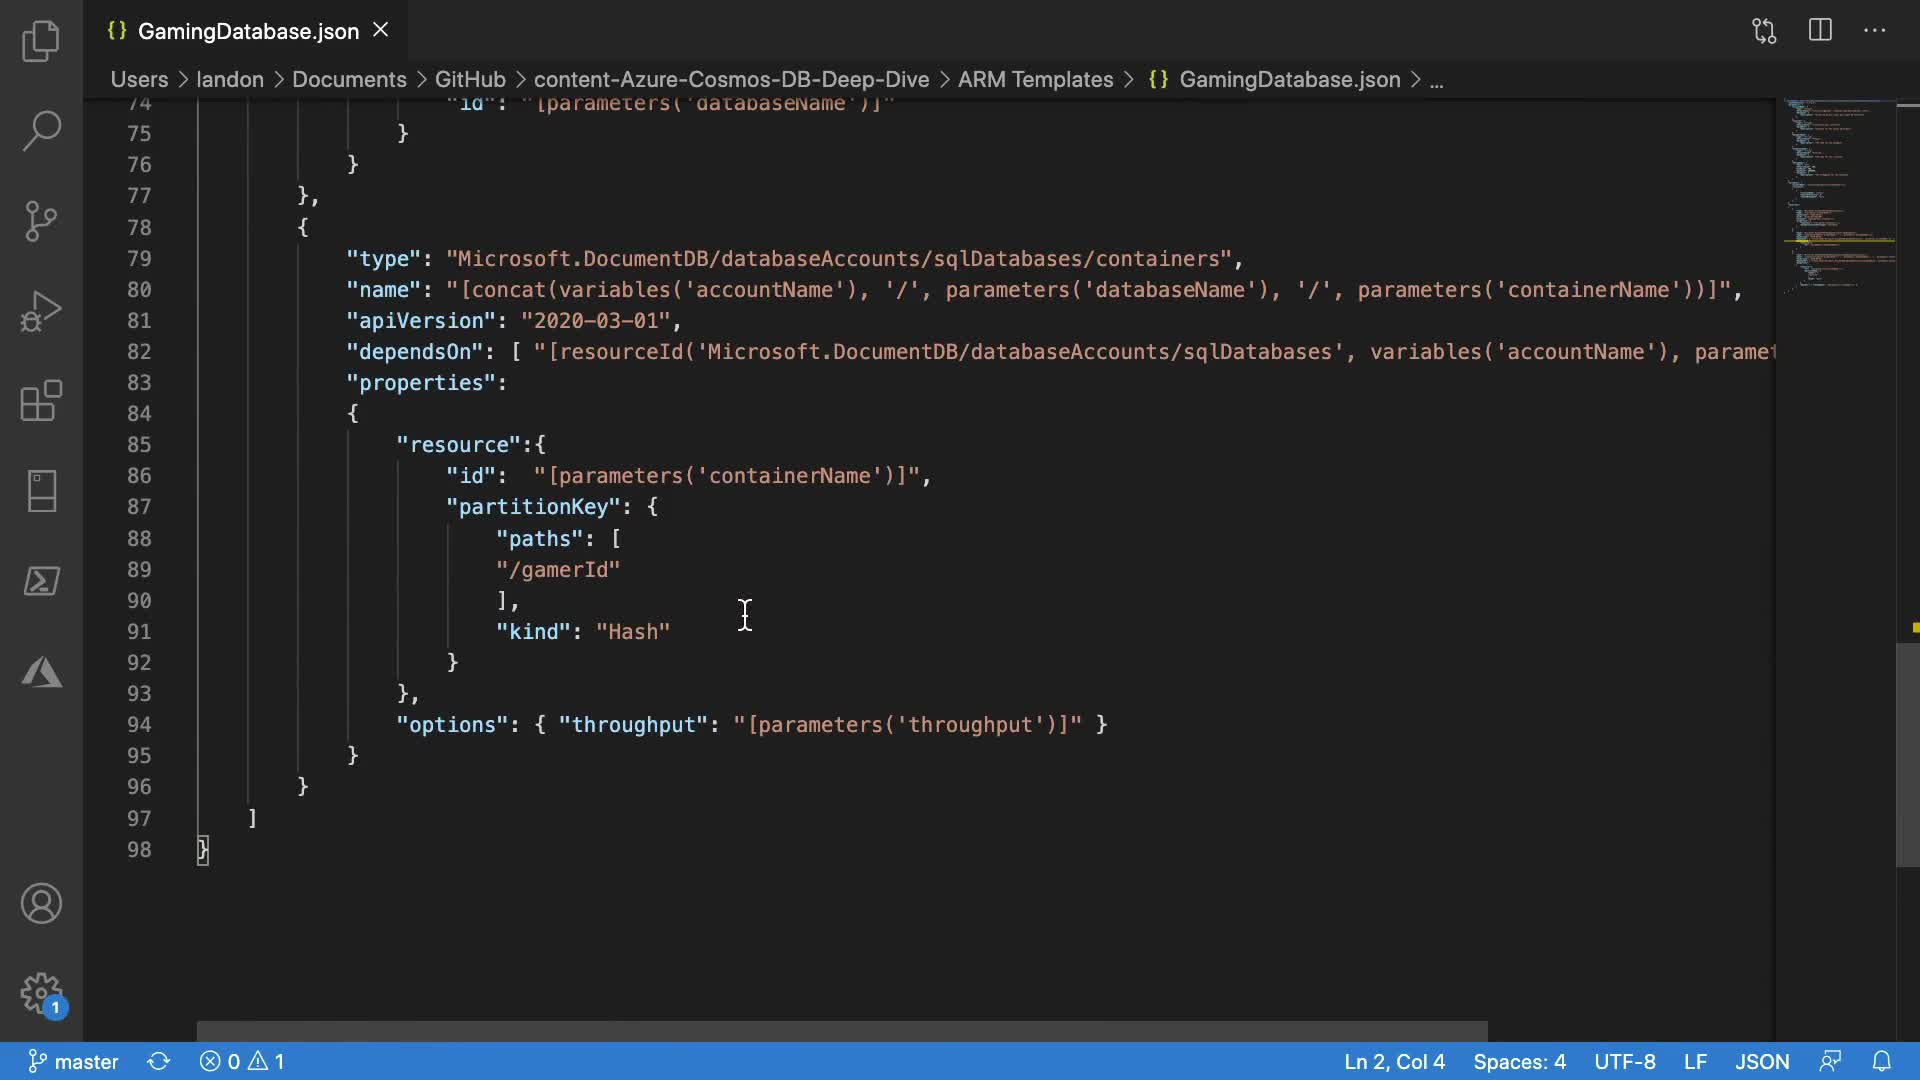 {} GamingDatabase.json
Users > landon > Documents > GitHub > content-Azure-Cosmos-DB-Deep-Dive > ARM Templates > {} GamingDatabase.json > ...
74 "id": "[parameters('databaseName')]"
75 }
76 }
77 },
78 {
79 "type": "Microsoft.DocumentDB/databaseAccounts/sqlDatabases/containers",
80 "name": "[concat(variables('accountName'), '/', parameters('databaseName'), '/', parameters('containerName'))]",
81 "apiVersion": "2020-03-01",
82 "dependsOn": [ "[resourceId('Microsoft.DocumentDB/databaseAccounts/sqlDatabases', variables('accountName'), paramet
83 "properties":
84 {
85 "resource":{
86 "id":  "[parameters('containerName')]",
87 "partitionKey": {
88 "paths": [
89 "/gamerId"
90 ],
91 "kind": "Hash"
92 }
93 },
94 "options": { "throughput": "[parameters('throughput')]" }
95 }
96 }
97 ]
98 }
1
master 0 1 Ln 2, Col 4 Spaces: 4 UTF-8 LF JSON